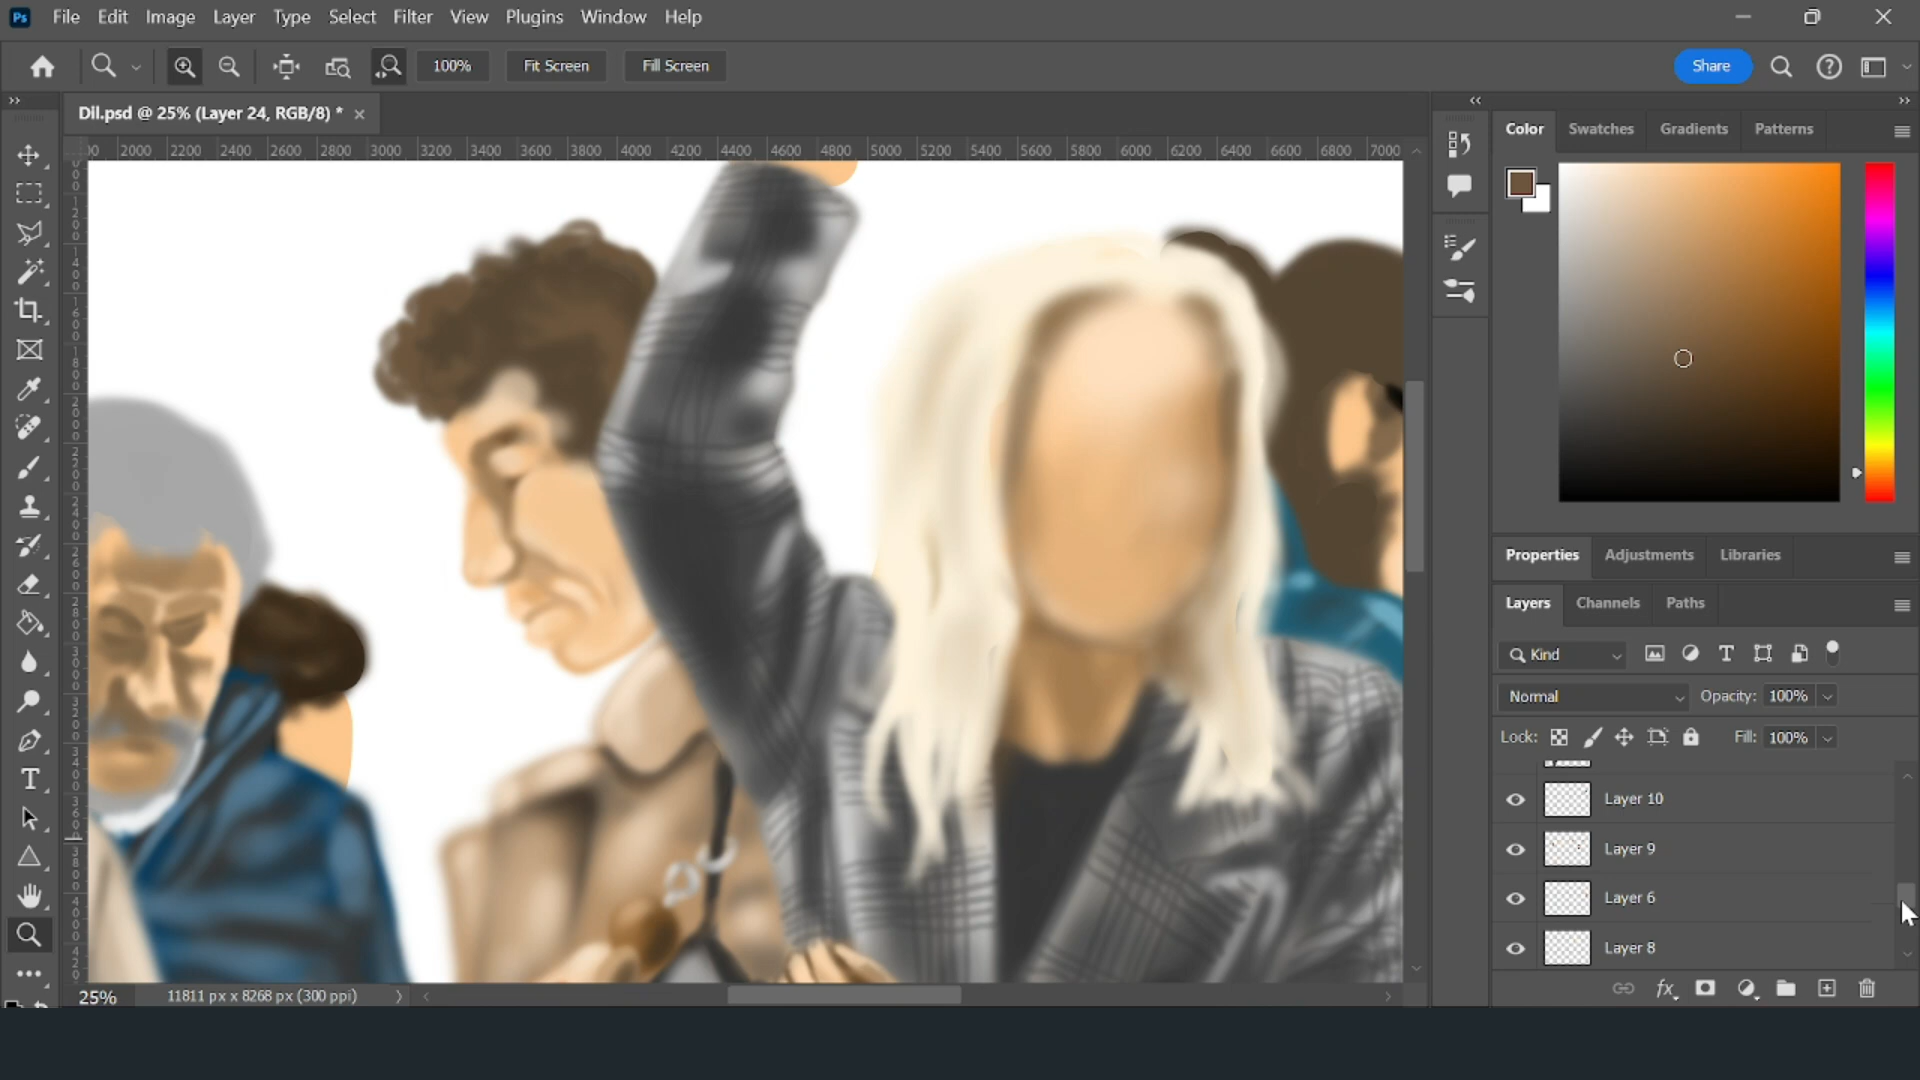 Ps File Edit Image Layer Type Select Filter View Plugins Window Help
100% Fit Screen Fill Screen Share
Dil.psd @ 25% (Layer 24, RGB/8) *
2000 2200 2400 2600 2800 3000 3200 3400 3600 3800 4000 4200 4400 4600 4800 5000 5200 5400 5600 5800 6000 6200 6400 6600 6800 7000
Color Swatches Gradients Patterns
Properties Adjustments Libraries
Layers Channels Paths
Kind
Normal Opacity: 100%
Lock: Fill: 100%
Layer 10
Layer 9
Layer 6
Layer 8
fx
25% 11811 px x 8268 px (300 ppi)